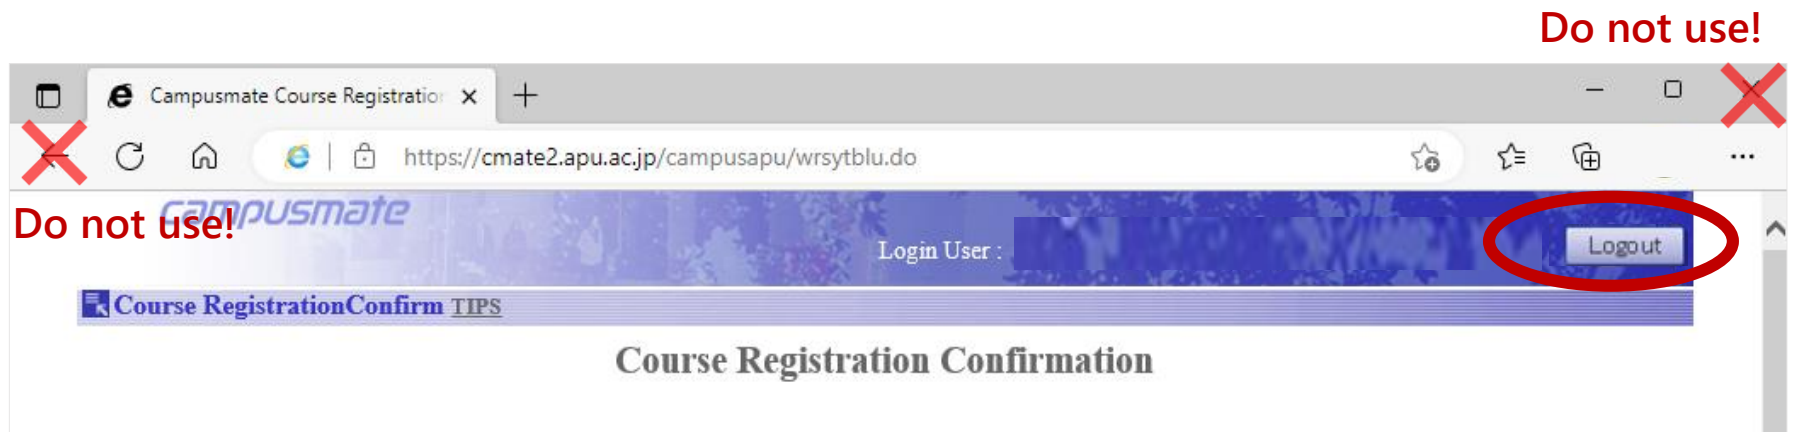 Do not use!
Campusmate Course Registration
https://cmate2.apu.ac.jp/campusapu/wrsytblu.do
campusmate
Do not use!
Login User :
Logout
Course RegistrationConfirm TIPS
Course Registration Confirmation